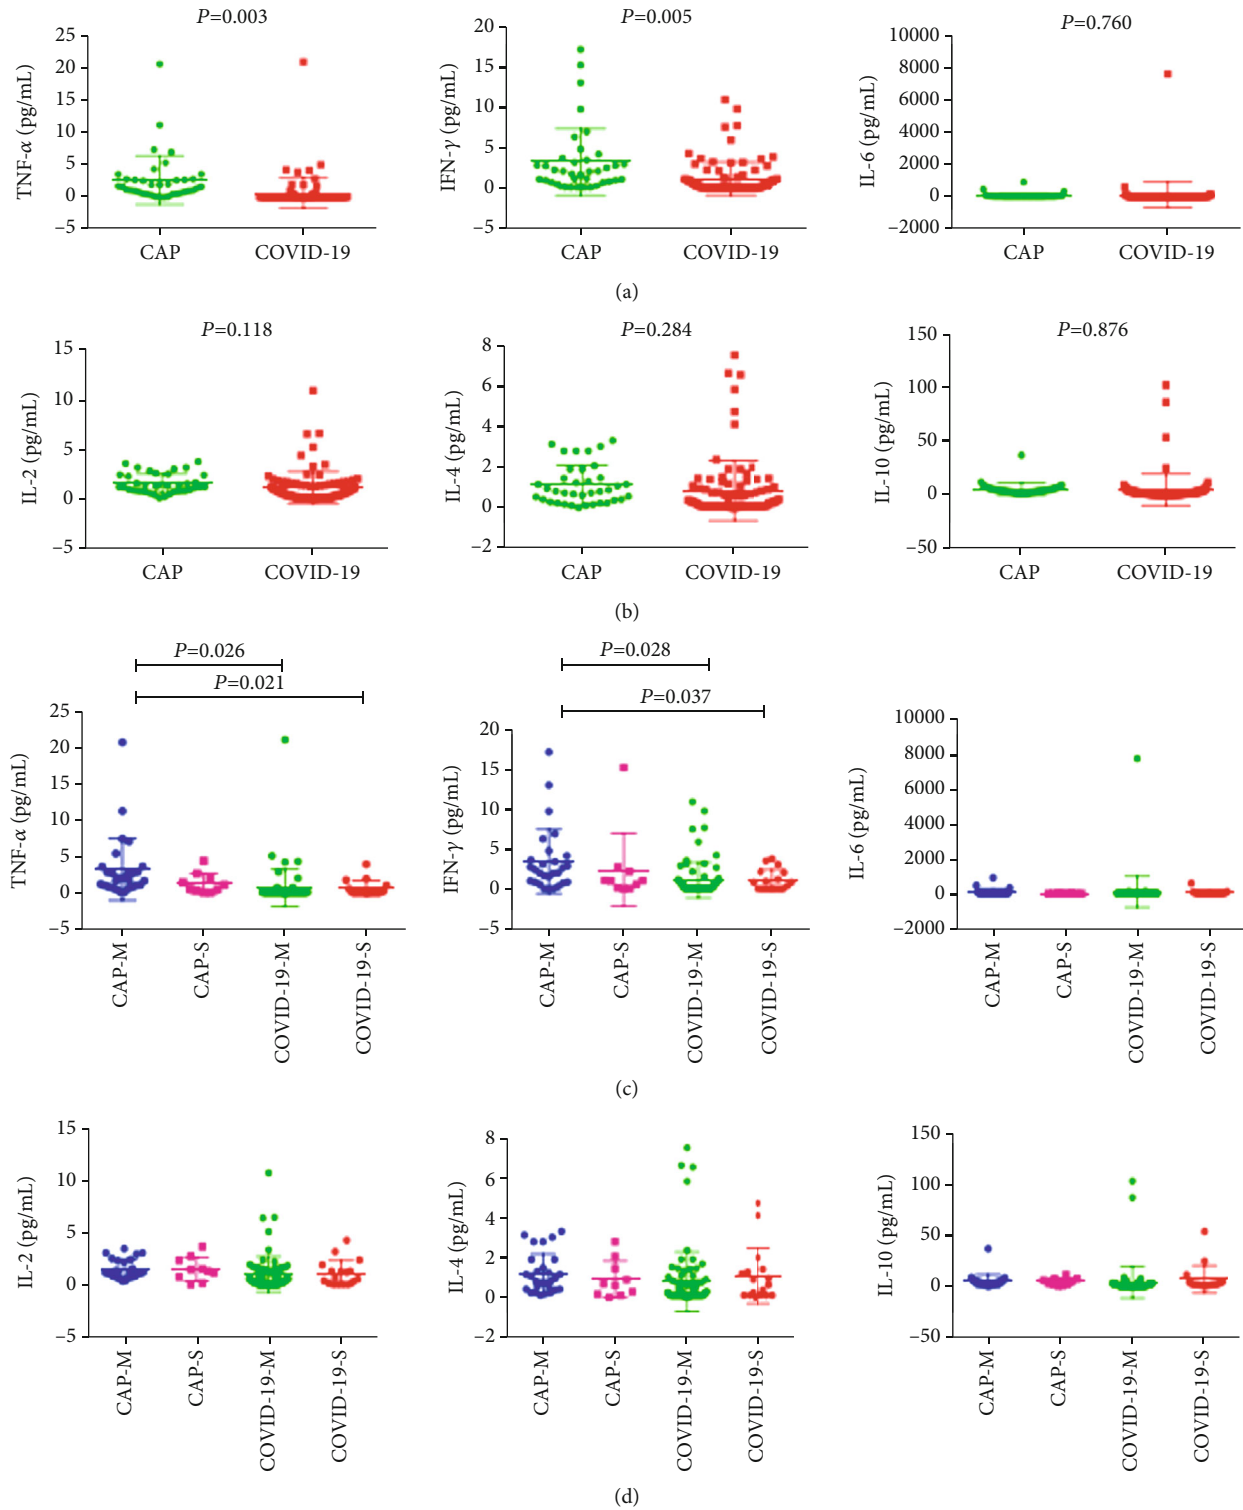 P=0.003
TNF-α (pg/mL)
25
20
15
10
5
0
–5
CAP
COVID-19
P=0.005
IFN-γ (pg/mL)
20
15
10
5
0
–5
CAP
COVID-19
P=0.760
IL-6 (pg/mL)
10000
8000
6000
4000
2000
0
–2000
CAP
COVID-19
(a)
P=0.118
IL-2 (pg/mL)
15
10
5
0
–5
CAP
COVID-19
P=0.284
IL-4 (pg/mL)
8
6
4
2
0
–2
CAP
COVID-19
P=0.876
IL-10 (pg/mL)
150
100
50
0
–50
CAP
COVID-19
(b)
P=0.026
P=0.021
TNF-α (pg/mL)
25
20
15
10
5
0
–5
CAP-M
CAP-S
COVID-19-M
COVID-19-S
P=0.028
P=0.037
IFN-γ (pg/mL)
20
15
10
5
0
–5
CAP-M
CAP-S
COVID-19-M
COVID-19-S
IL-6 (pg/mL)
10000
8000
6000
4000
2000
0
–2000
CAP-M
CAP-S
COVID-19-M
COVID-19-S
(c)
IL-2 (pg/mL)
15
10
5
0
–5
CAP-M
CAP-S
COVID-19-M
COVID-19-S
IL-4 (pg/mL)
8
6
4
2
0
–2
CAP-M
CAP-S
COVID-19-M
COVID-19-S
IL-10 (pg/mL)
150
100
50
0
–50
CAP-M
CAP-S
COVID-19-M
COVID-19-S
(d)